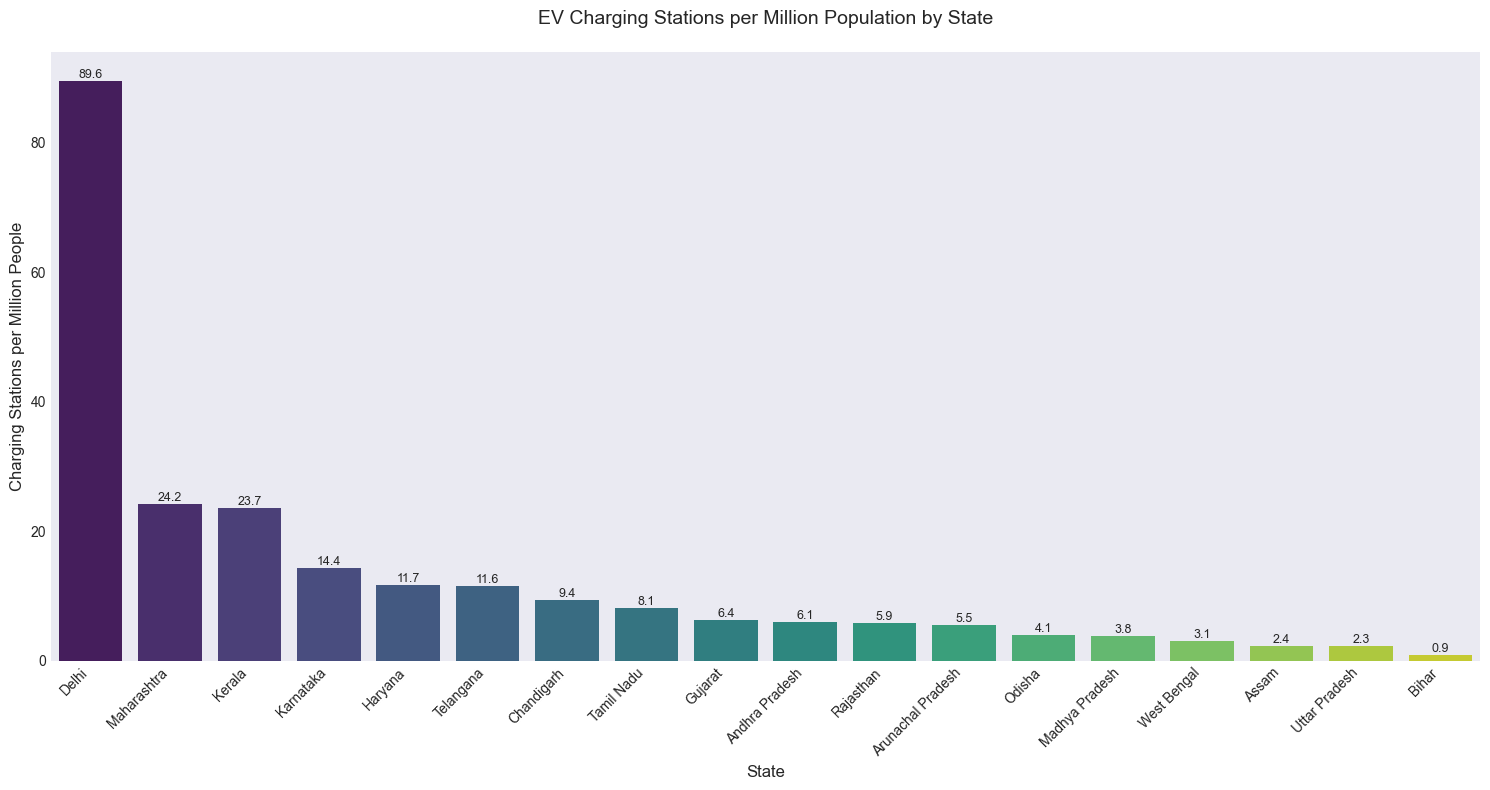 EV Charging Stations per Million Population by State
Charging Stations per Million People
80
60
40
20
0
89.6
24.2
23.7
14.4
11.7
11.6
9.4
8.1
6.4
6.1
5.9
5.5
4.1
3.8
3.1
2.4
2.3
0.9
Delhi
Maharashtra
Kerala
Karnataka
Haryana
Telangana
Chandigarh
Tamil Nadu
Gujarat
Andhra Pradesh
Rajasthan
Arunachal Pradesh
Odisha
Madhya Pradesh
West Bengal
Assam
Uttar Pradesh
Bihar
State